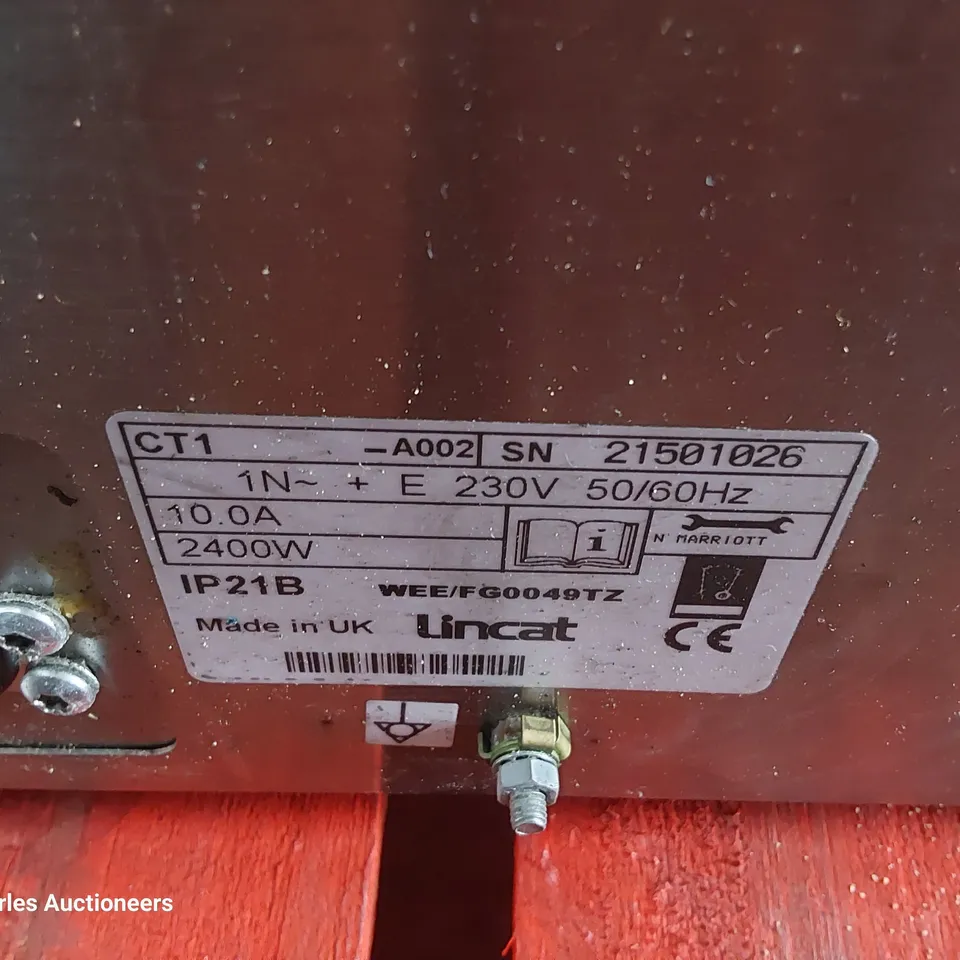 CT1 -A002 SN 21501026
1N~ + E 230V 50/60Hz
10.0A
2400W
i
N MARRIOTT
IP21B WEE/FG0049TZ
Made in UK Lincat
CE
rles Auctioneers